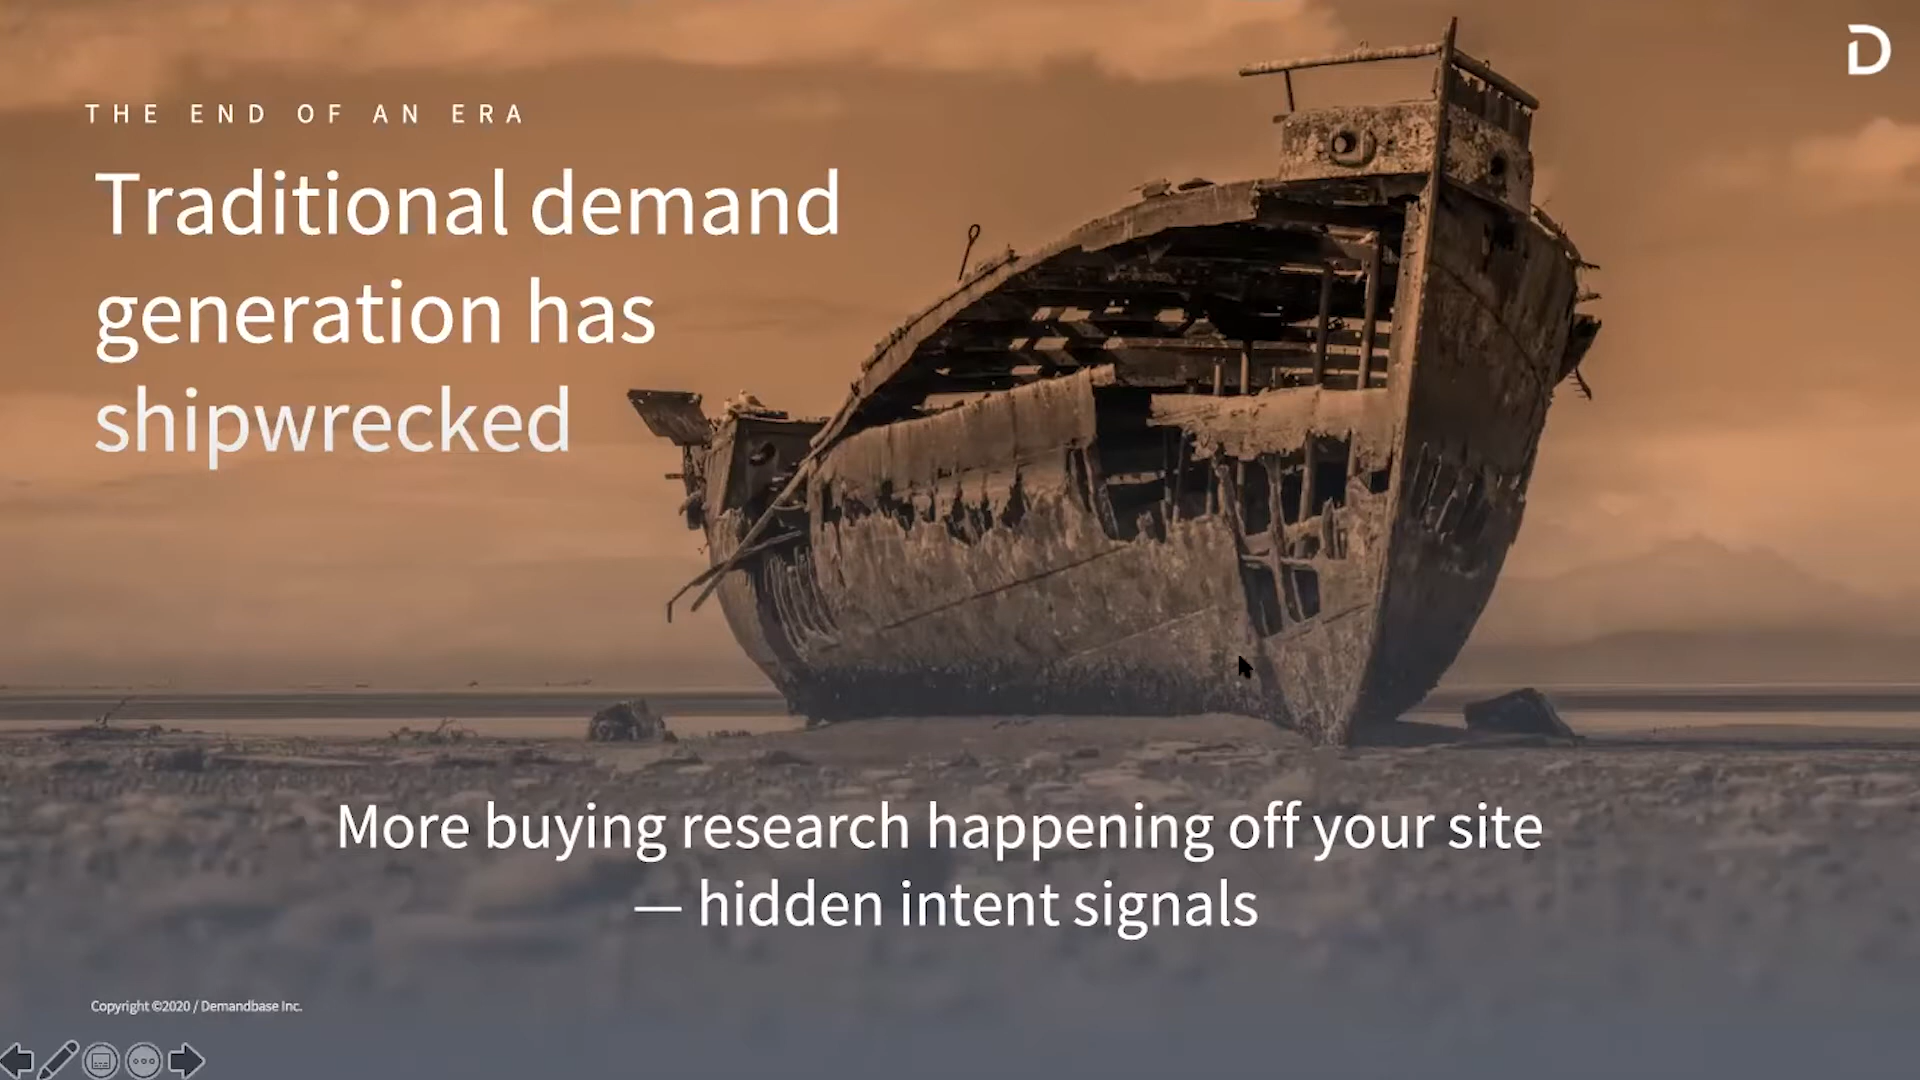 THE END OF AN ERA
Traditional demand
generation has
shipwrecked
More buying research happening off your site
— hidden intent signals
Copyright ©2020 / Demandbase Inc.